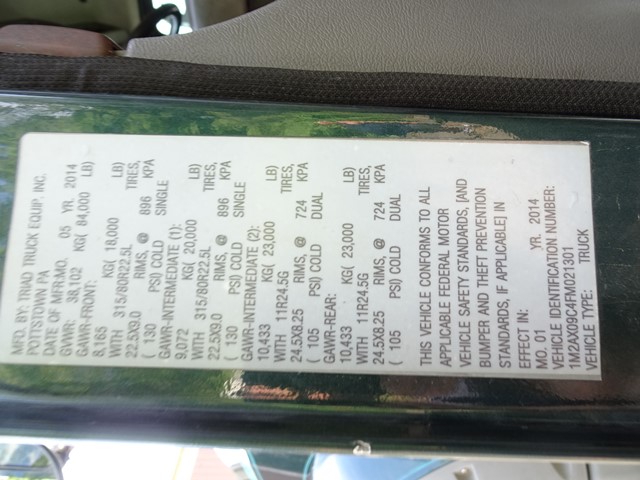 MFD. BY: TRIAD TRUCK EQUIP, INC.
POTTSTOWN PA
DATE OF MFR-MO. 05 YR. 2014
GVWR: 38,102 KG( 84,000 LB)
GAWR-FRONT:
8,165 KG( 18,000 LB)
WITH 315/80R22.5L TIRES,
22.5X9.0 RIMS, @ 896 KPA
( 130 PSI) COLD SINGLE
GAWR-INTERMEDIATE (1):
9,072 KG( 20,000 LB)
WITH 315/80R22.5L TIRES,
22.5X9.0 RIMS, @ 896 KPA
( 130 PSI) COLD SINGLE
GAWR-INTERMEDIATE (2):
10,433 KG( 23,000 LB)
WITH 11R24.5G TIRES,
24.5X8.25 RIMS, @ 724 KPA
( 105 PSI) COLD DUAL
GAWR-REAR:
10,433 KG( 23,000 LB)
WITH 11R24.5G TIRES,
24.5X8.25 RIMS, @ 724 KPA
( 105 PSI) COLD DUAL
THIS VEHICLE CONFORMS TO ALL
APPLICABLE FEDERAL MOTOR
VEHICLE SAFETY STANDARDS, [AND
BUMPER AND THEFT PREVENTION
STANDARDS, IF APPLICABLE] IN
EFFECT IN:
MO. 01 YR. 2014
VEHICLE IDENTIFICATION NUMBER:
1M2AX09C4FM021301
VEHICLE TYPE: TRUCK